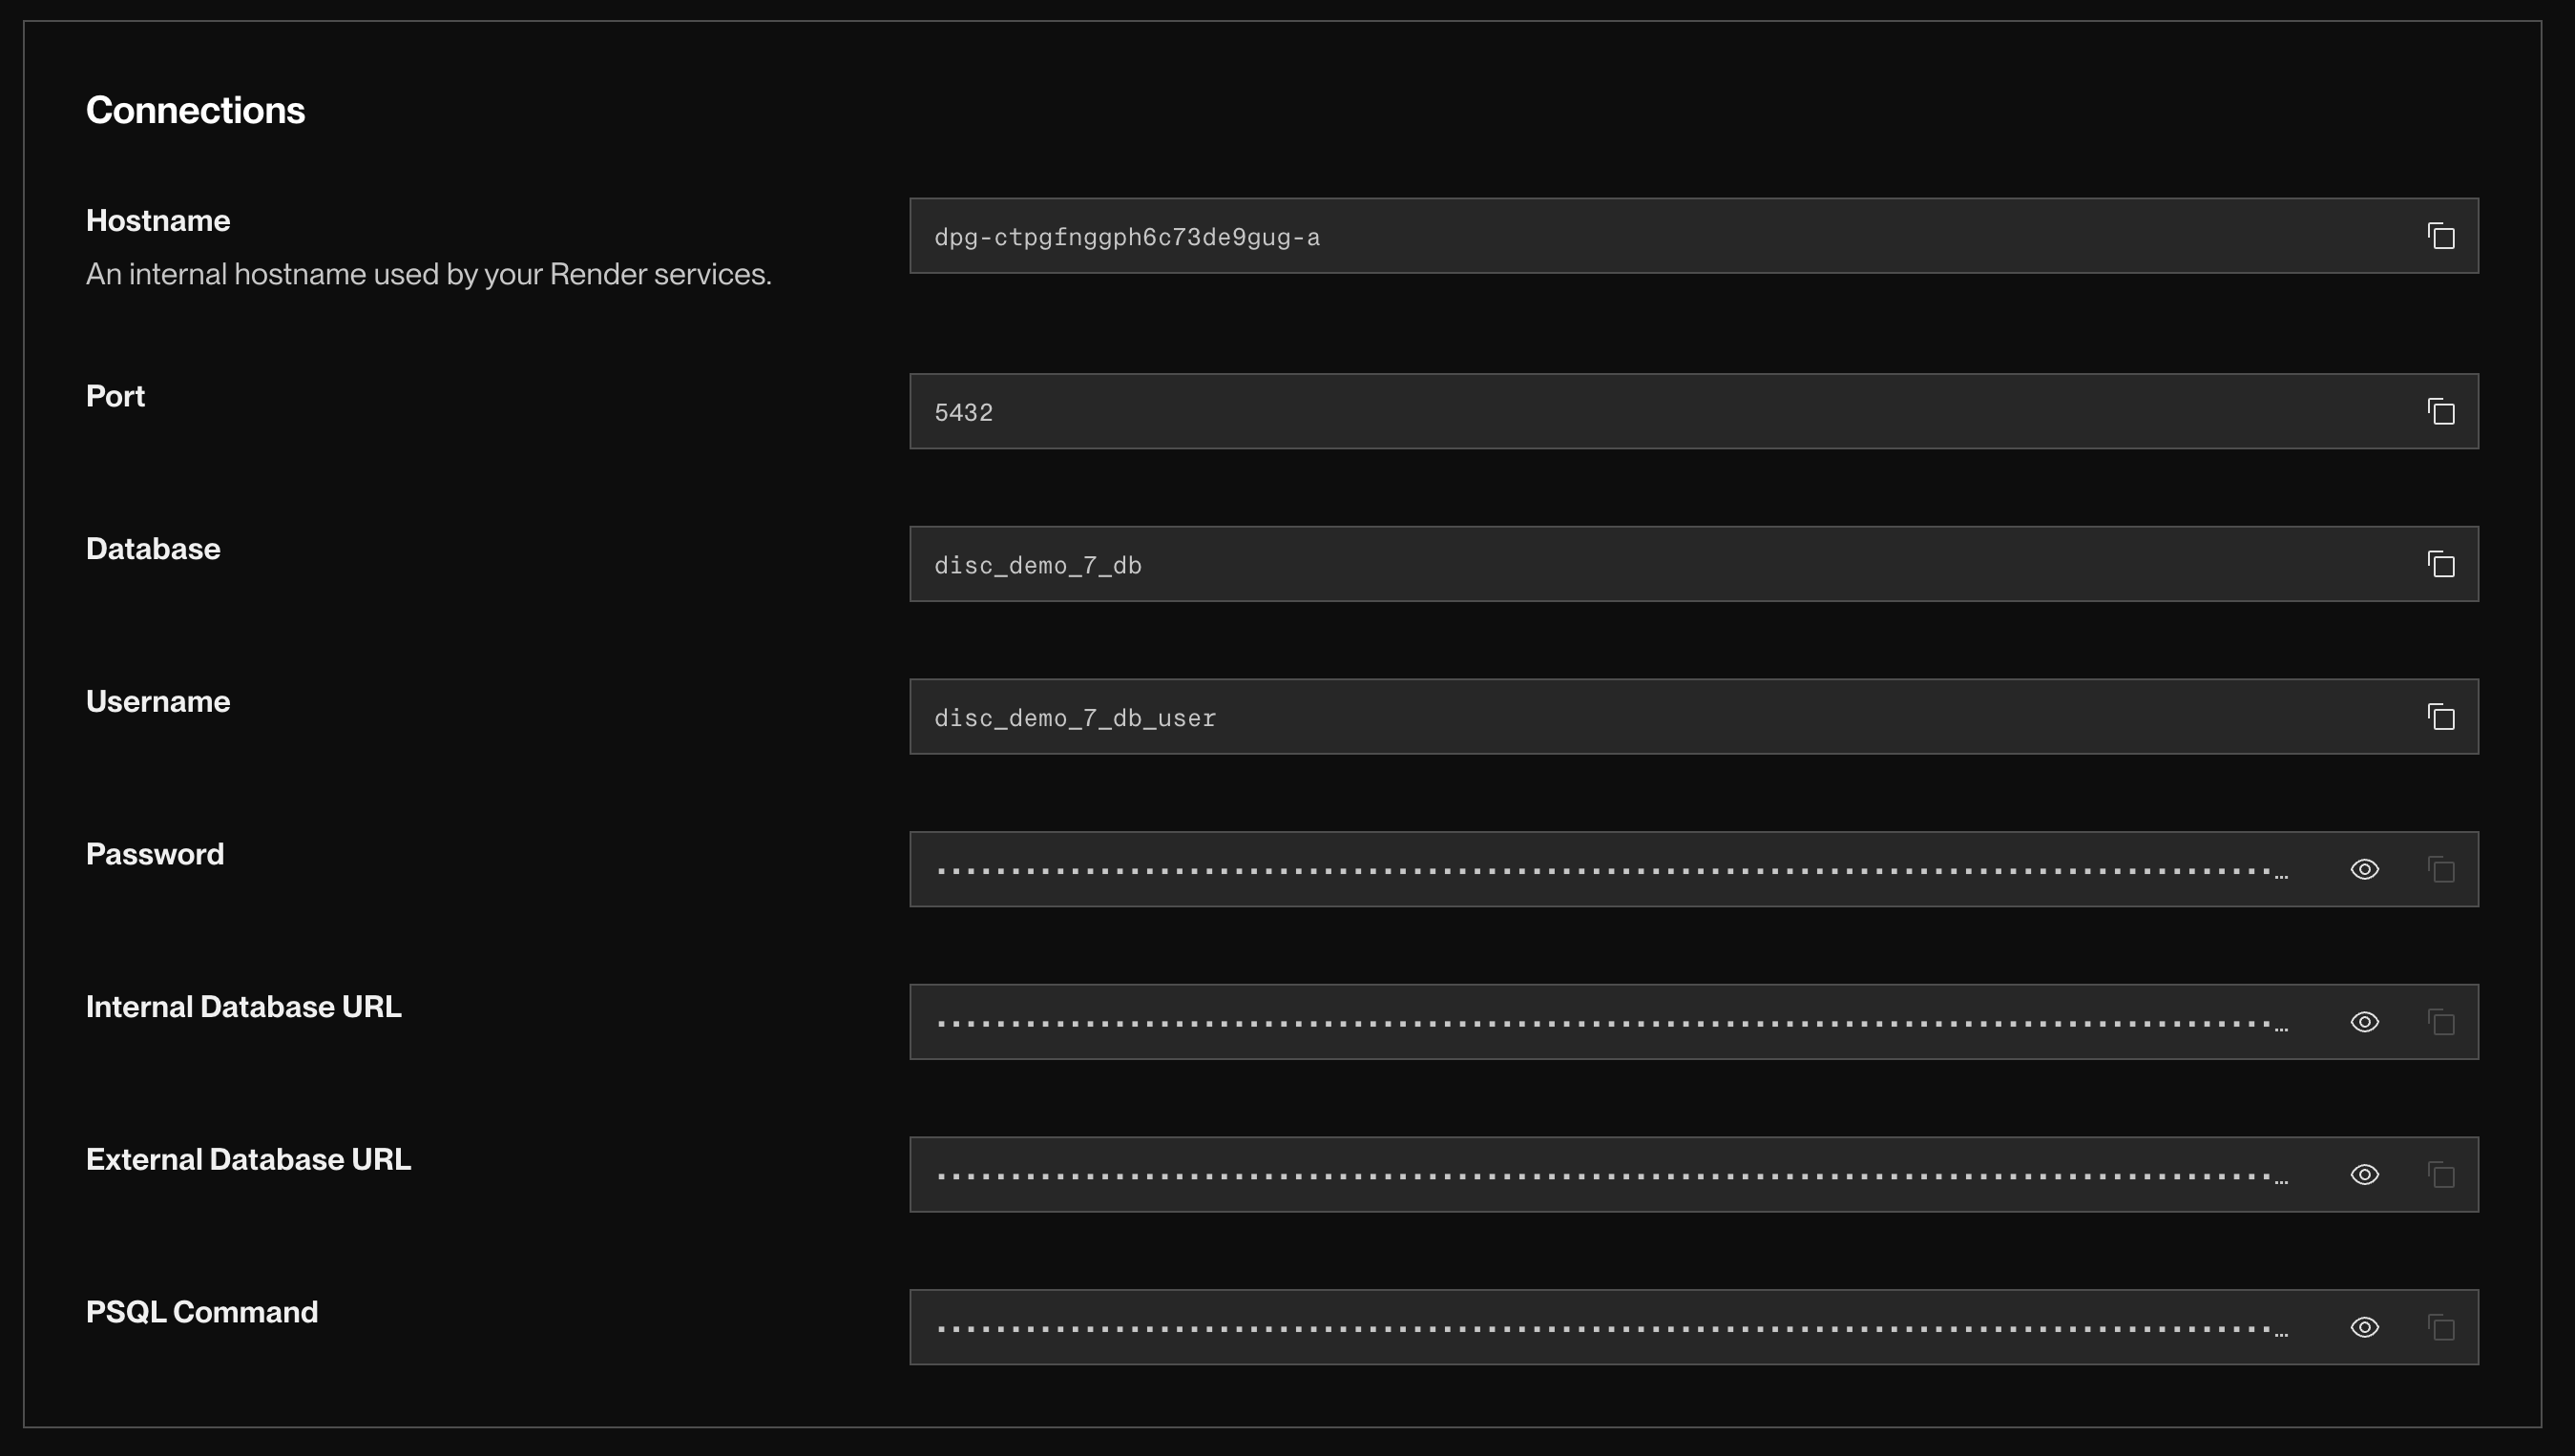 Connections
Hostname
An internal hostname used by your Render services.
dpg-ctpgfnggph6c73de9gug-a
Port
5432
Database
disc_demo_7_db
Username
disc_demo_7_db_user
Password
Internal Database URL
External Database URL
PSQL Command